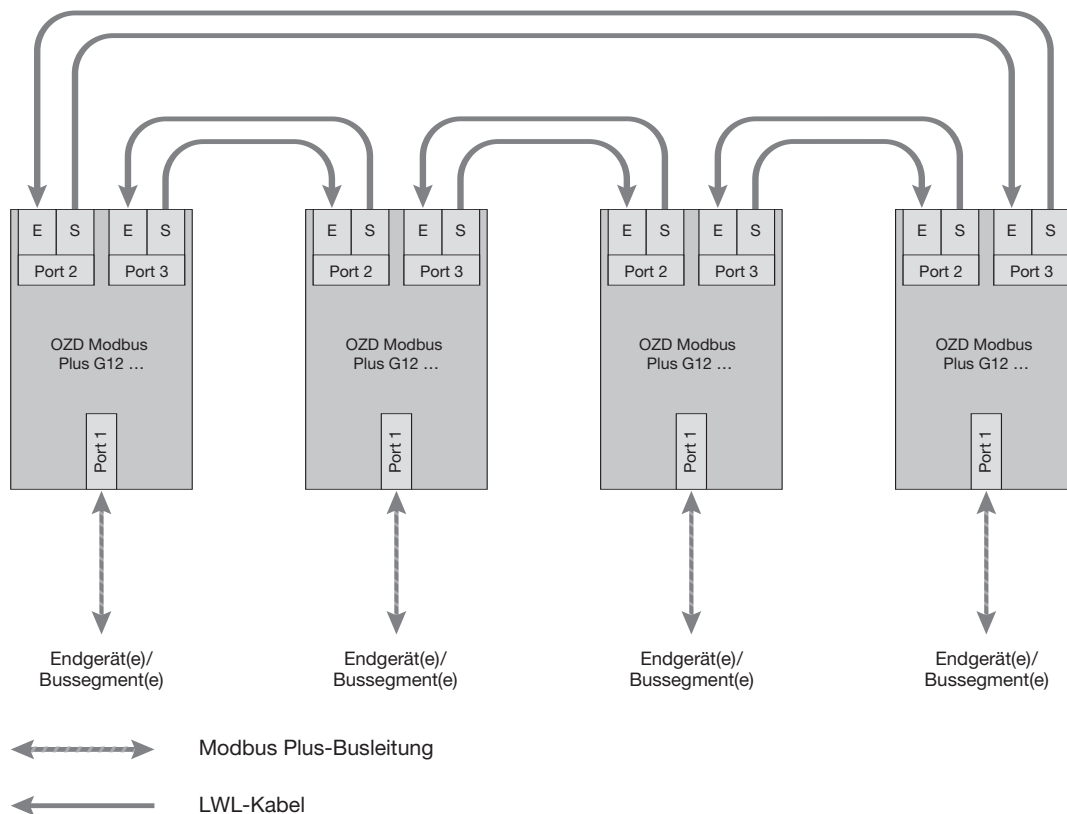 E S E S E S E S E S E S E S E S
Port 2 Port 3 Port 2 Port 3 Port 2 Port 3 Port 2 Port 3
OZD Modbus OZD Modbus OZD Modbus OZD Modbus
Plus G12 ... Plus G12 ... Plus G12 ... Plus G12 ...
Port 1 Port 1 Port 1 Port 1
Endgerät(e)/ Endgerät(e)/ Endgerät(e)/ Endgerät(e)/
Bussegment(e) Bussegment(e) Bussegment(e) Bussegment(e)
Modbus Plus-Busleitung
LWL-Kabel